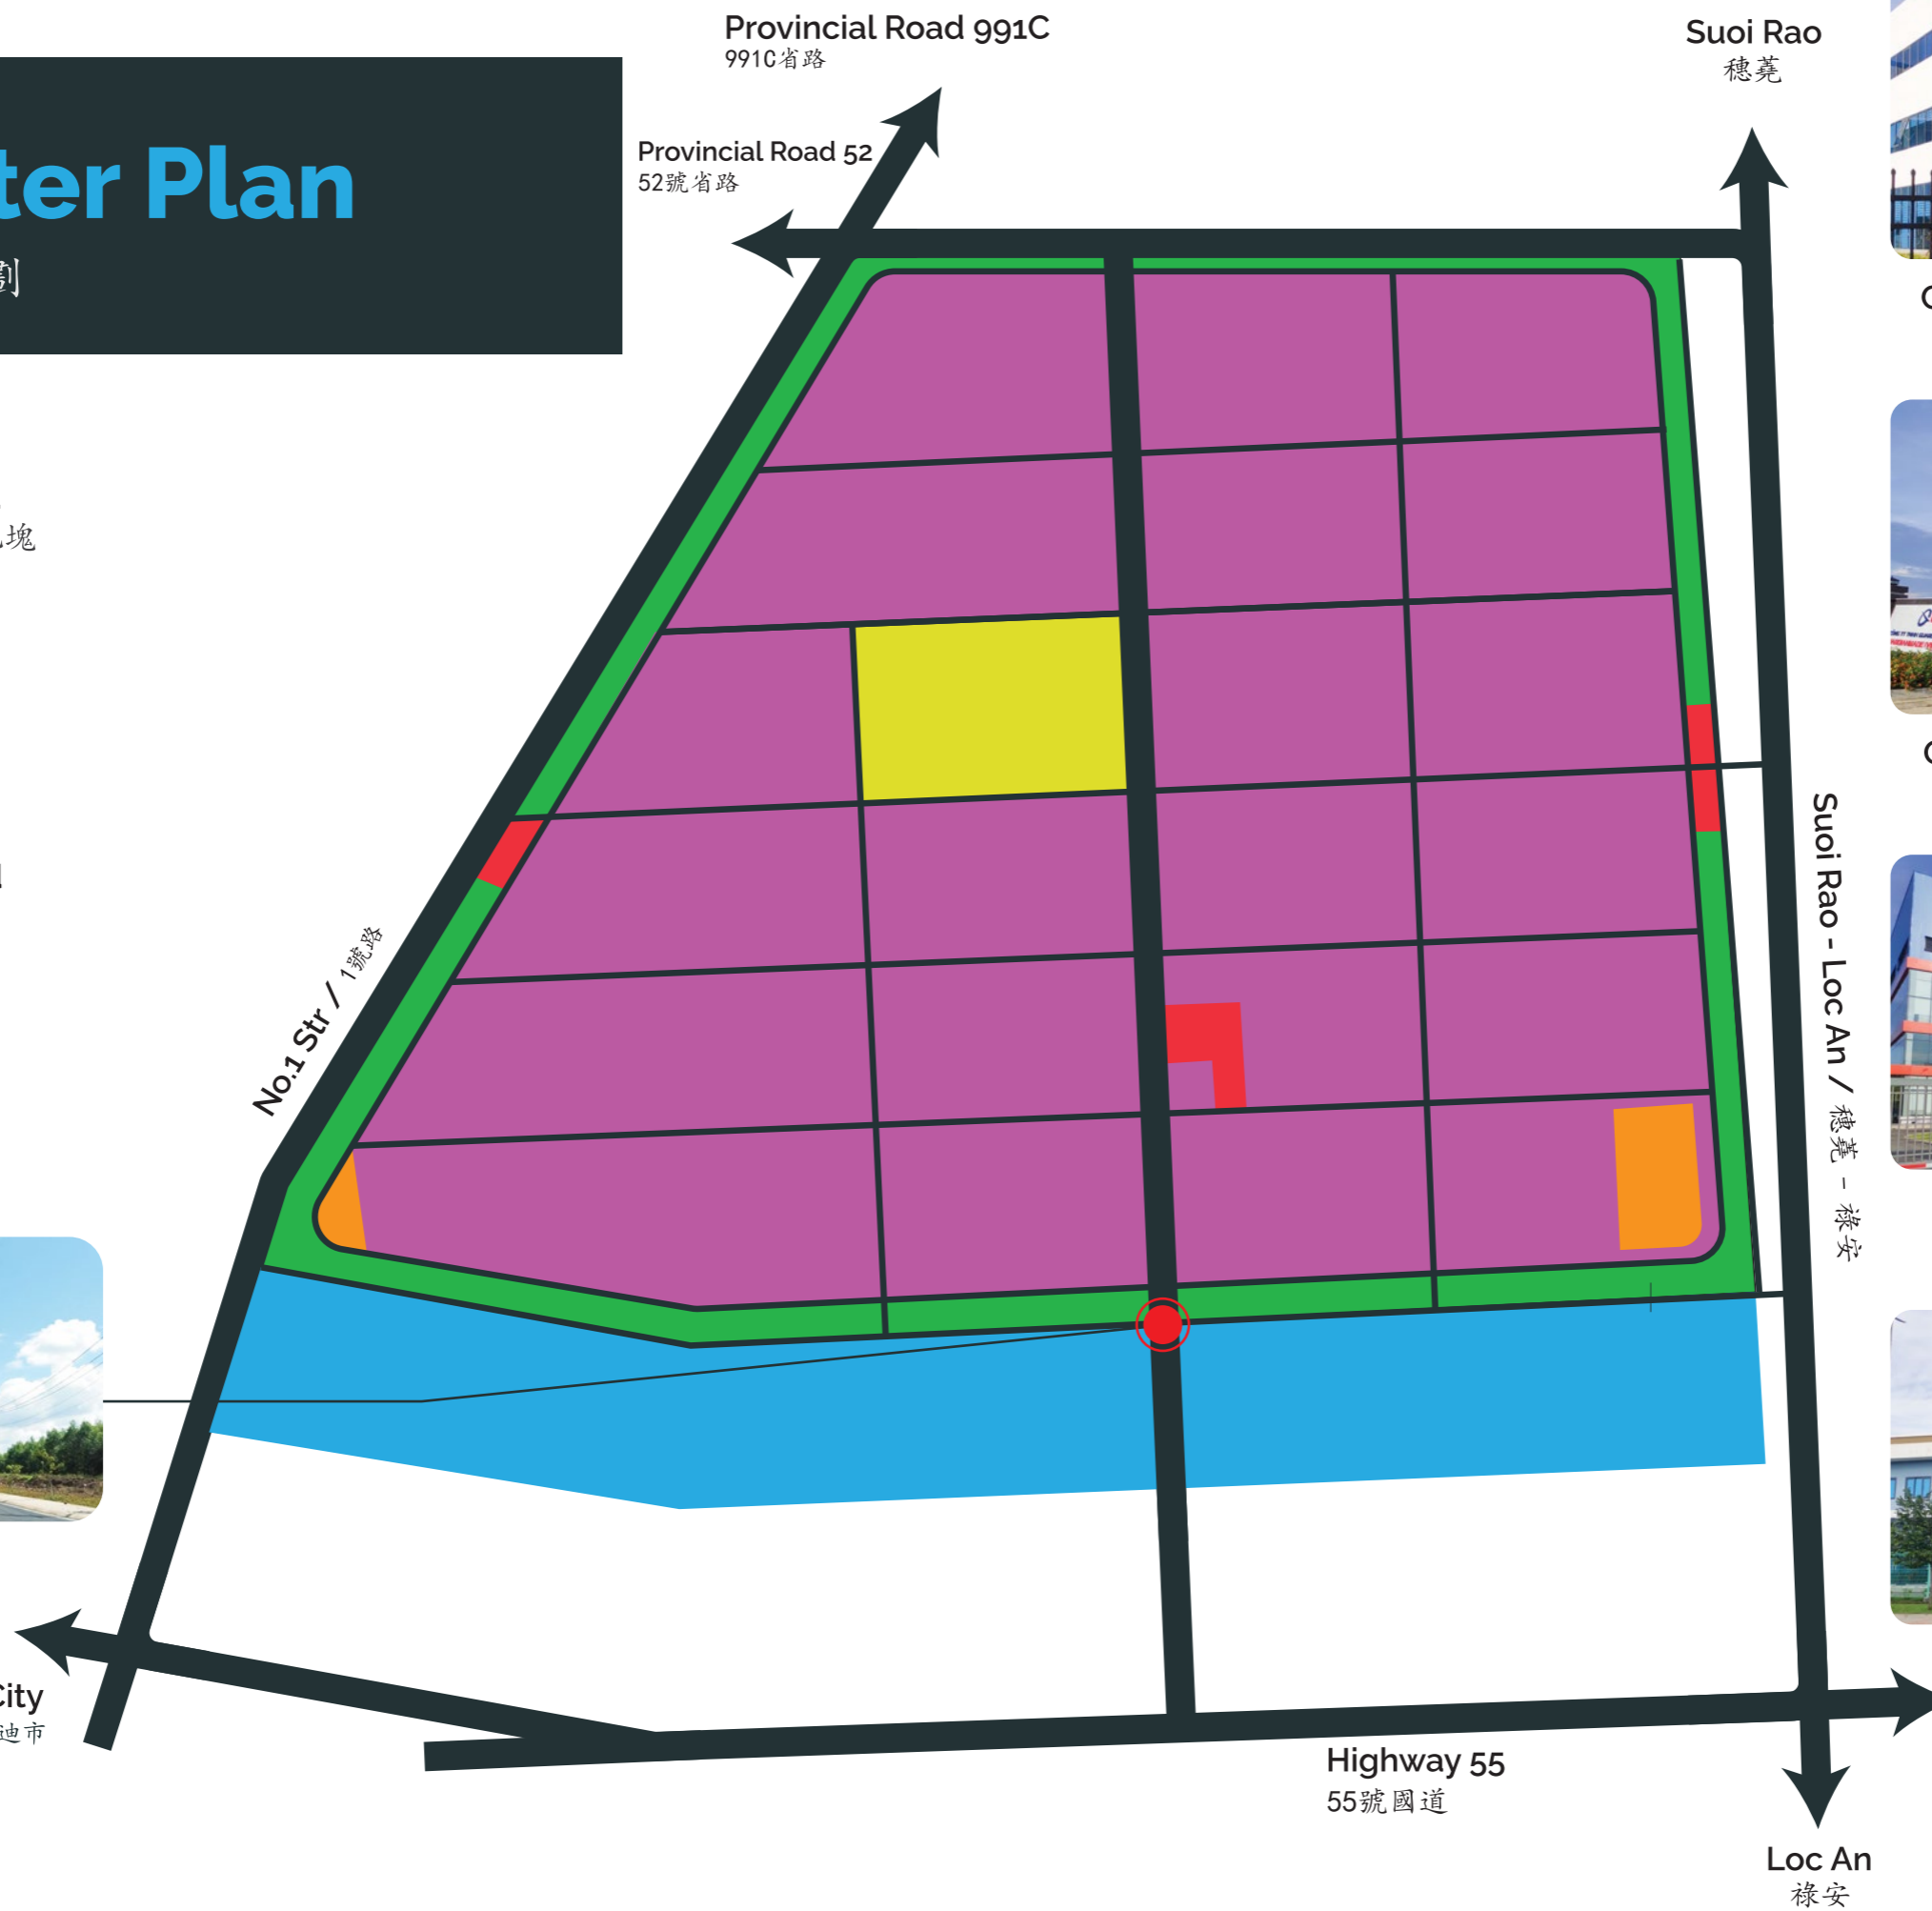 Provincial Road 991C
991C省路
Suoi Rao
穗蕘
Provincial Road 52
52號省路
ter Plan
劃
塊
No.1 Str / 1號路
Suoi Rao - Loc An / 穗蕘 - 祿安
City
迪市
Highway 55
55號國道
Loc An
祿安